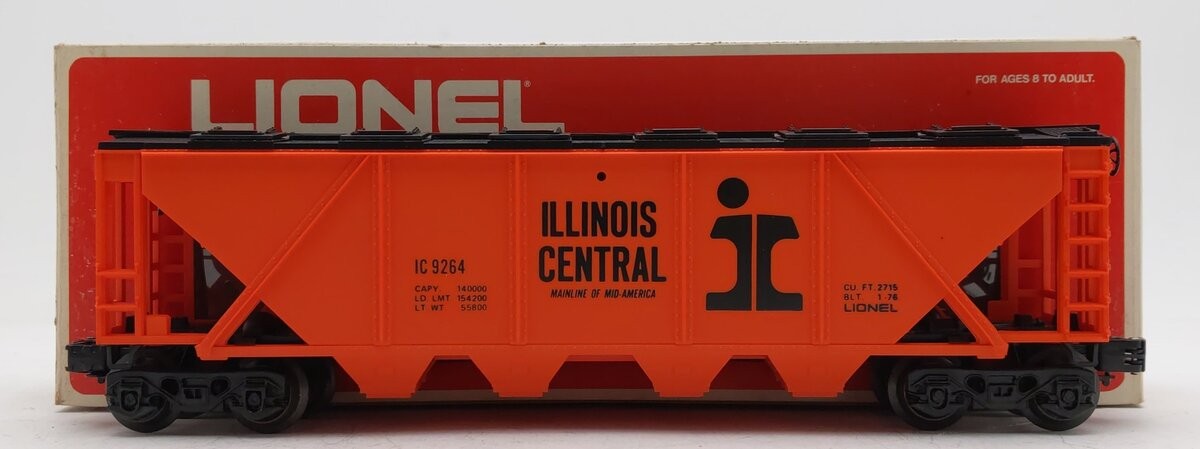 LIONEL®
FOR AGES 8 TO ADULT.
ILLINOIS
CENTRAL
MAINLINE OF MID-AMERICA
ic
IC 9264
CAPY. 140000
LD. LMT 154200
LT WT. 55800
CU. FT. 2715
BLT. 1-76
LIONEL